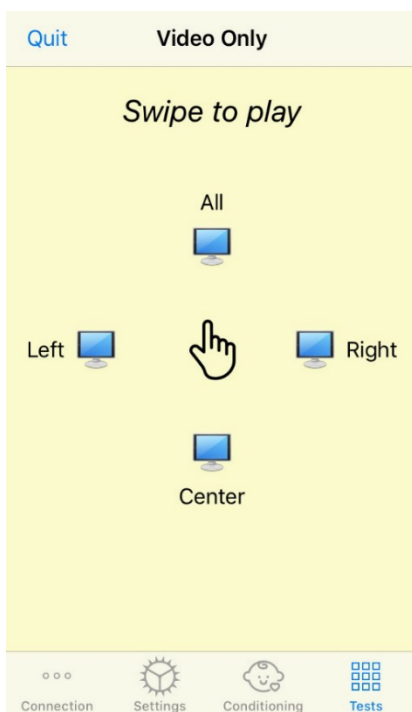 Quit Video Only
Swipe to play
All
Left Right
Center
Connection Settings Conditioning Tests